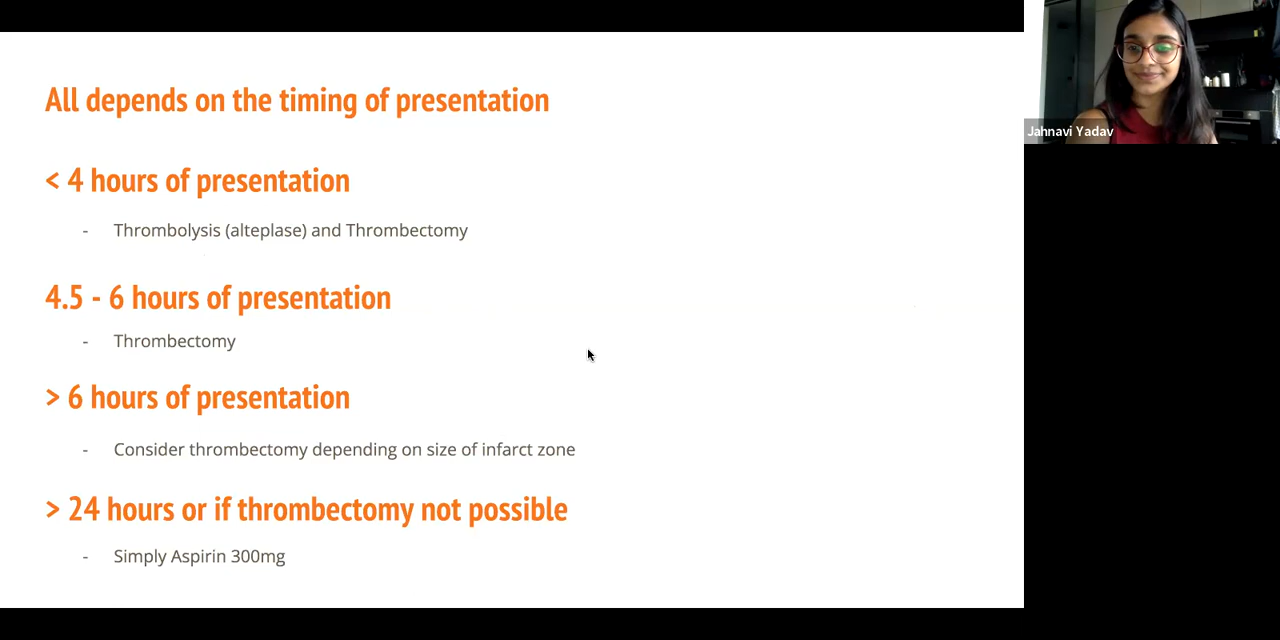 All depends on the timing of presentation
< 4 hours of presentation
- Thrombolysis (alteplase) and Thrombectomy
4.5 - 6 hours of presentation
- Thrombectomy
> 6 hours of presentation
- Consider thrombectomy depending on size of infarct zone
> 24 hours or if thrombectomy not possible
- Simply Aspirin 300mg
Jahnavi Yadav